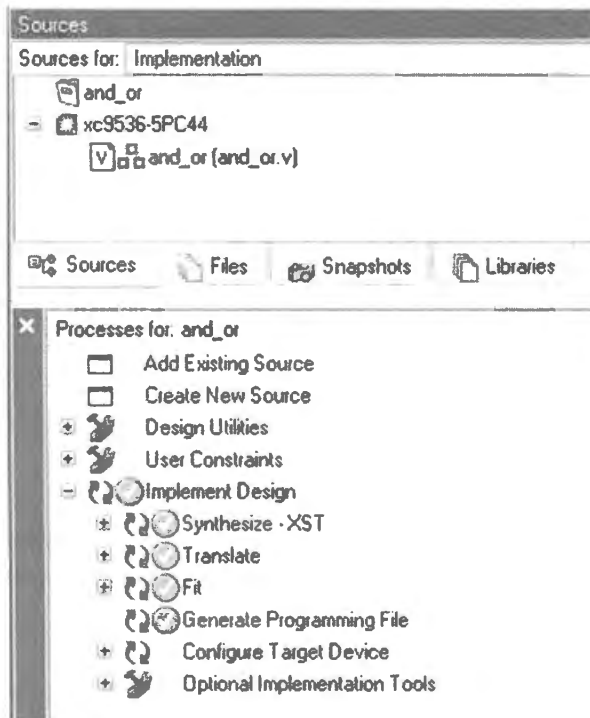 Sources
Sources for: Implementation
and_or
xc9536-5PC44
V and_or (and_or.v)
Sources Files Snapshots Libraries
Processes for: and_or
Add Existing Source
Create New Source
Design Utilities
User Constraints
Implement Design
Synthesize - XST
Translate
Fit
Generate Programming File
Configure Target Device
Optional Implementation Tools